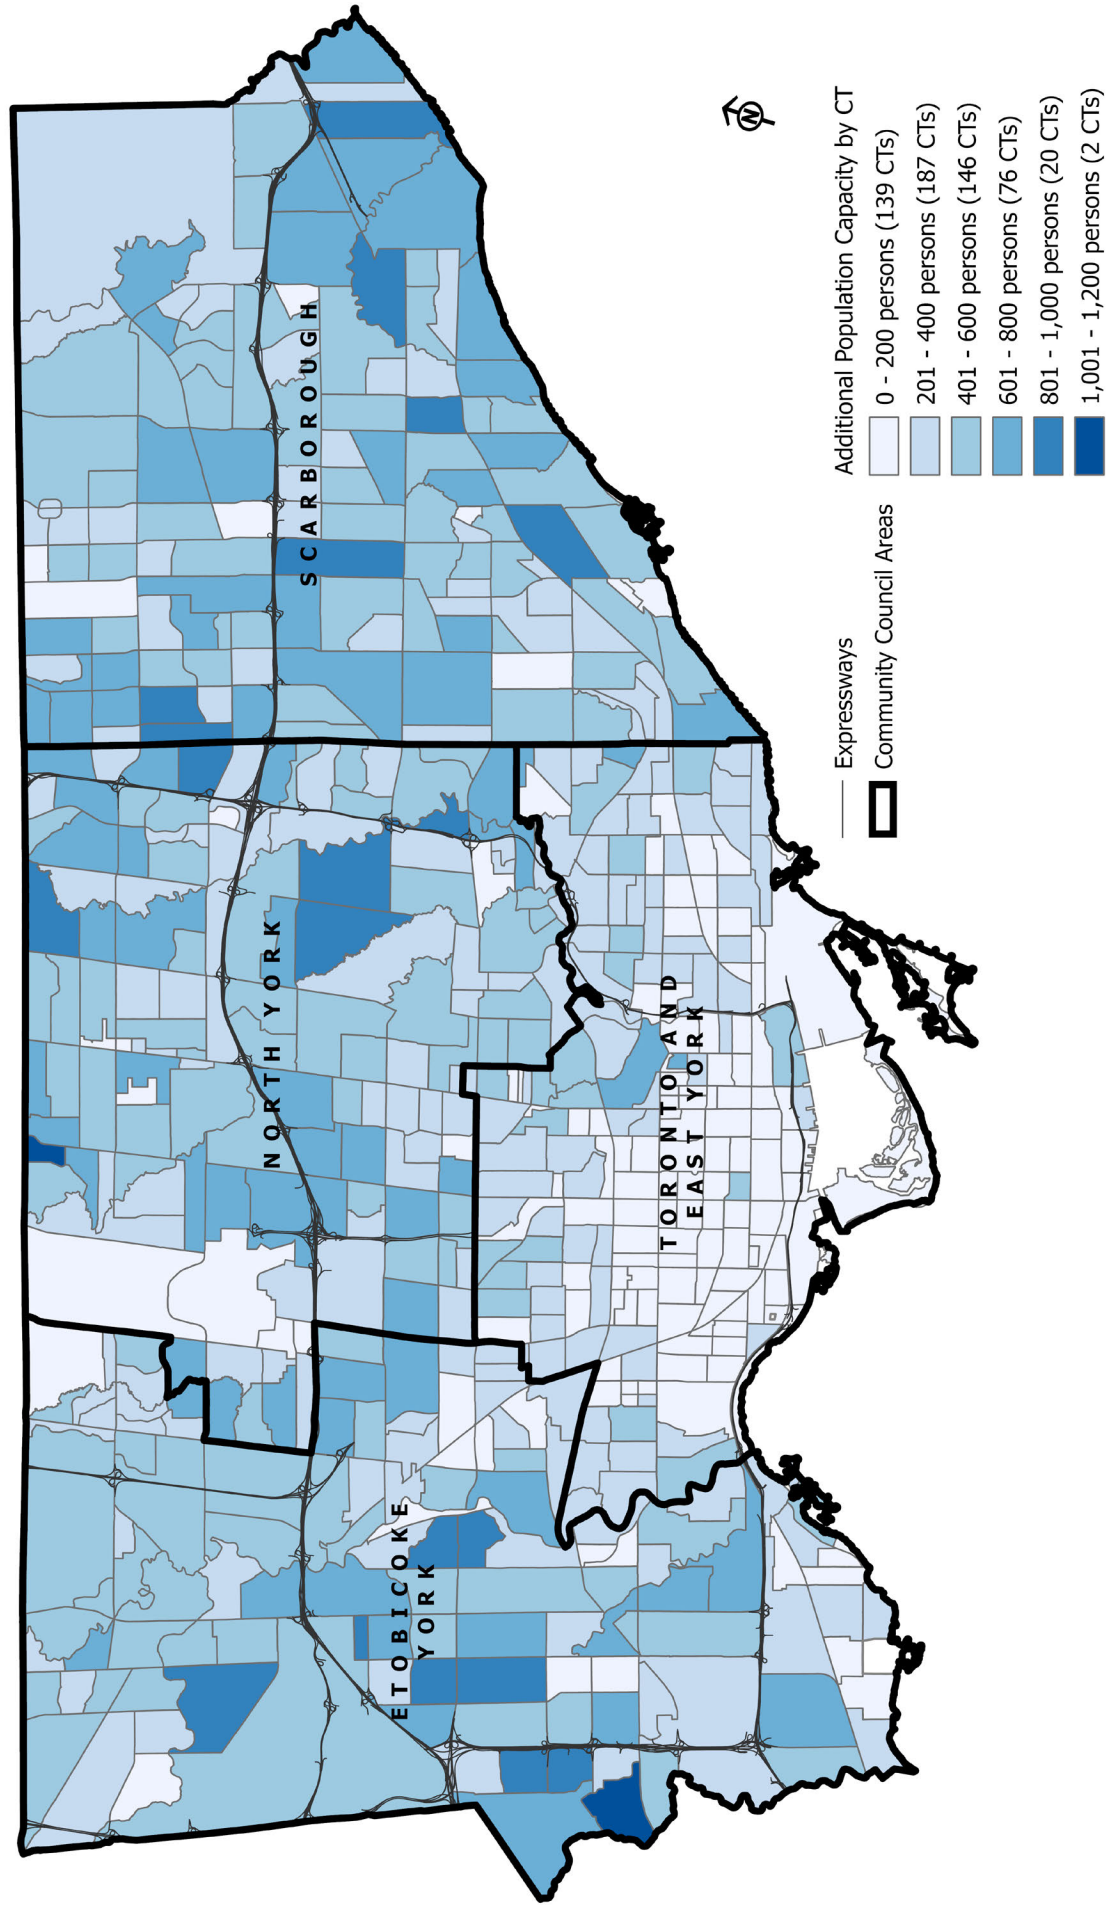 SCARBOROUGH
NORTH YORK
TORONTO AND
EAST YORK
ETOBICOKE
YORK
N
Expressways
Community Council Areas
Additional Population Capacity by CT
0 - 200 persons (139 CTs)
201 - 400 persons (187 CTs)
401 - 600 persons (146 CTs)
601 - 800 persons (76 CTs)
801 - 1,000 persons (20 CTs)
1,001 - 1,200 persons (2 CTs)